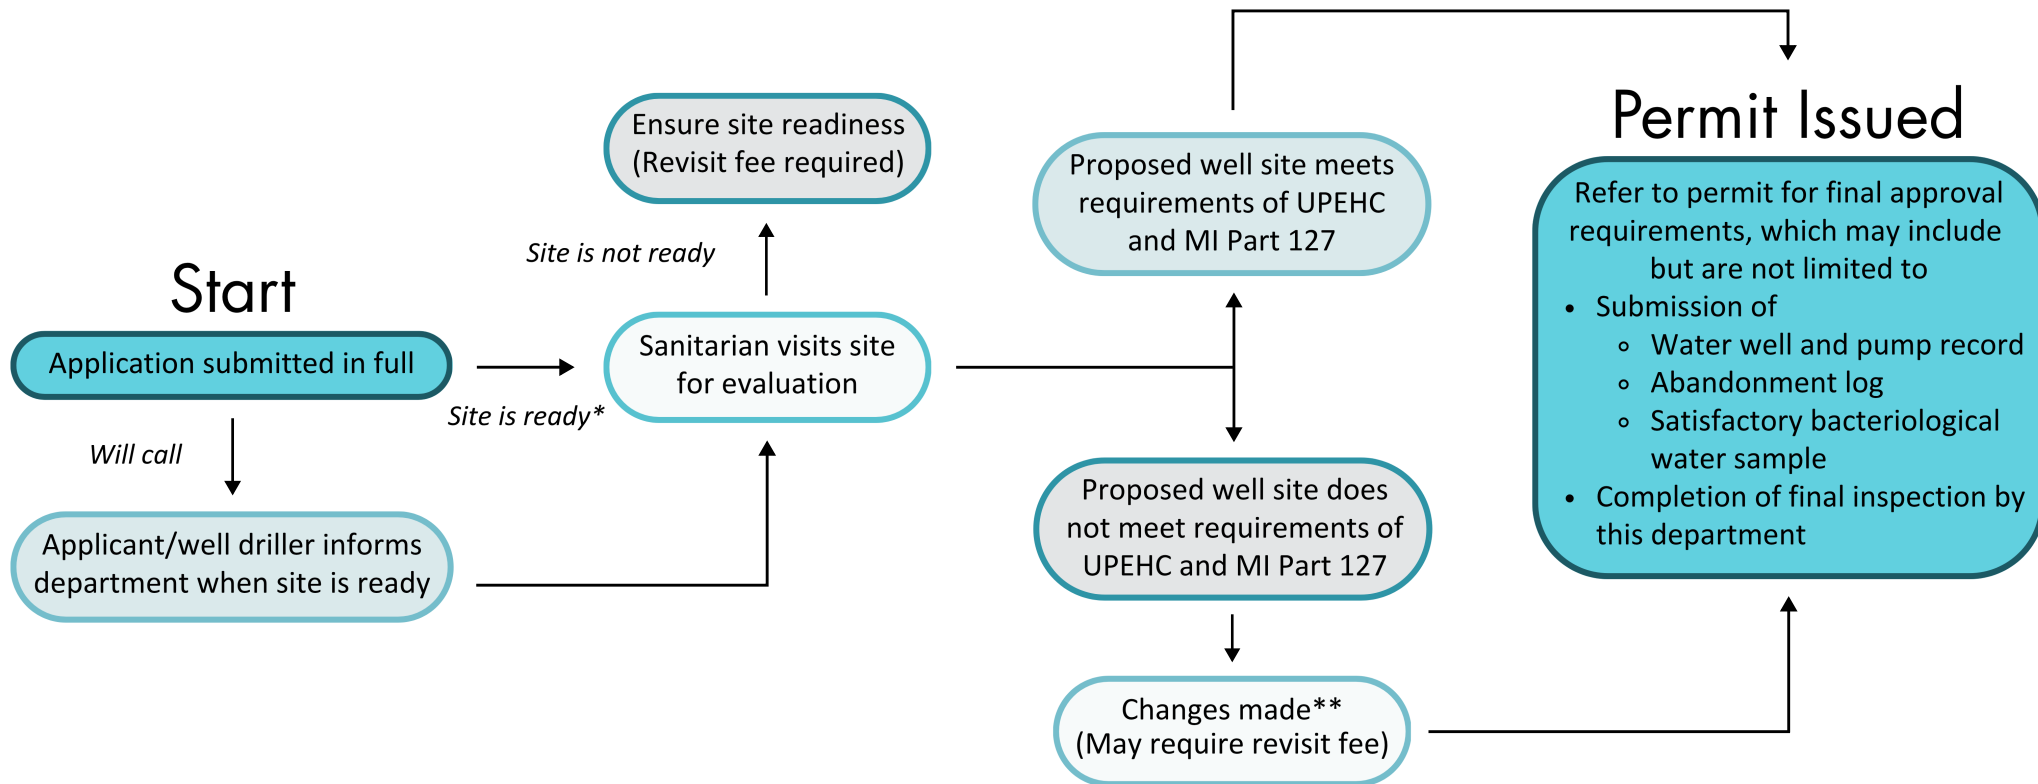 Start
Application submitted in full
Will call
Applicant/well driller informs
department when site is ready
Site is ready*
Site is not ready
Ensure site readiness
(Revisit fee required)
Sanitarian visits site
for evaluation
Proposed well site meets
requirements of UPEHC
and MI Part 127
Proposed well site does
not meet requirements of
UPEHC and MI Part 127
Changes made**
(May require revisit fee)
Permit Issued
Refer to permit for final approval
requirements, which may include
but are not limited to
• Submission of
◦ Water well and pump record
◦ Abandonment log
◦ Satisfactory bacteriological
water sample
• Completion of final inspection by
this department